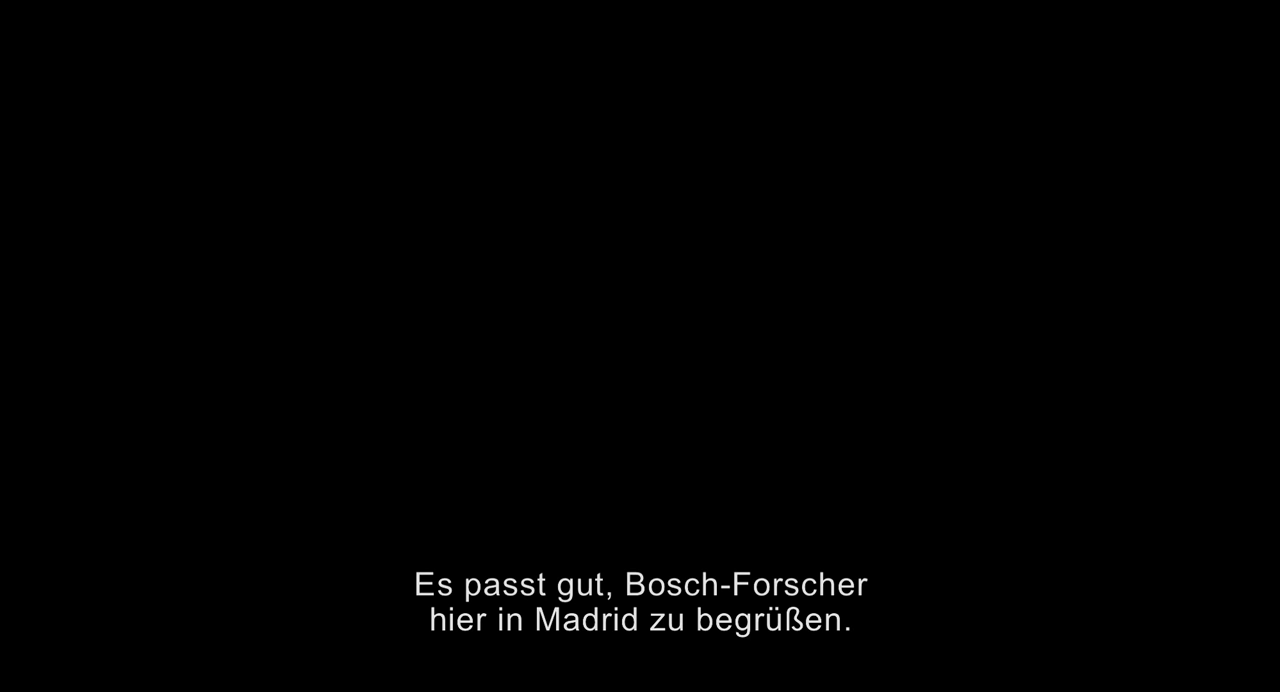 Es passt gut, Bosch-Forscher
hier in Madrid zu begrüßen.